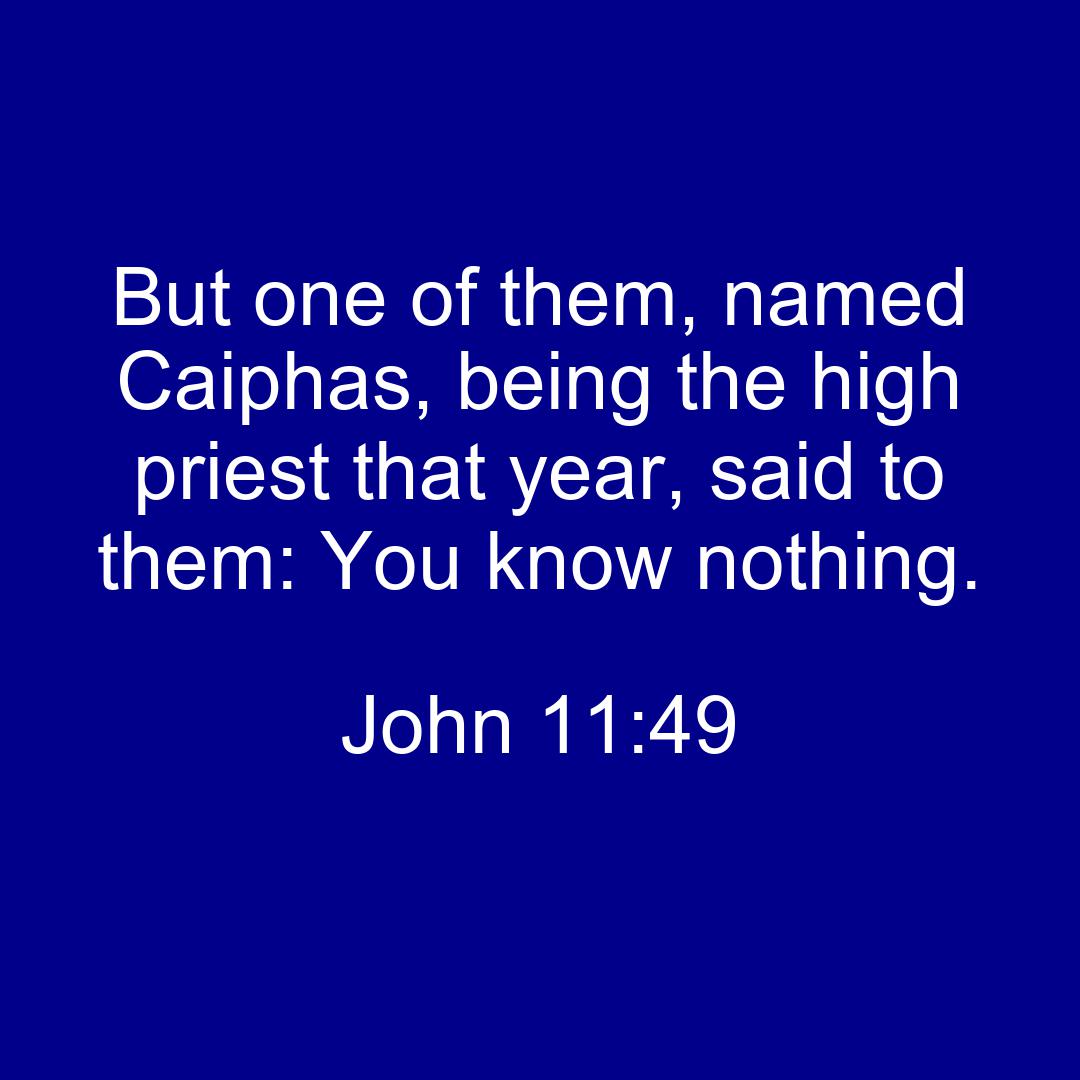 But one of them, named
Caiphas, being the high
priest that year, said to
them: You know nothing.
John 11:49